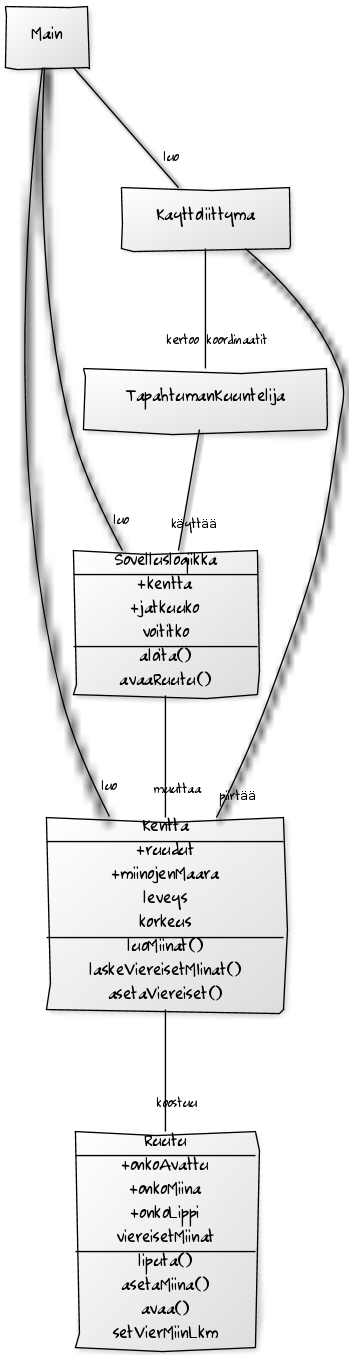 Main
luo
Kayttoliittyma
kertoo koordinaatit
TapahtumanKuuntelija
luo
käyttää
Sovelluslogiikka
+kentta
+jatkuuko
voititko
aloita()
avaaRuutu()
luo
muuttaa
piirtää
Kentta
+ruudut
+miinojenMaara
leveys
korkeus
luoMiinat()
laskeViereisetMIinat()
asetaViereiset()
koostuu
Ruutu
+onkoAvattu
+onkoMiina
+onkoLippi
viereisetMiinat
liputa()
asetaMiina()
avaa()
setVierMiinLkm